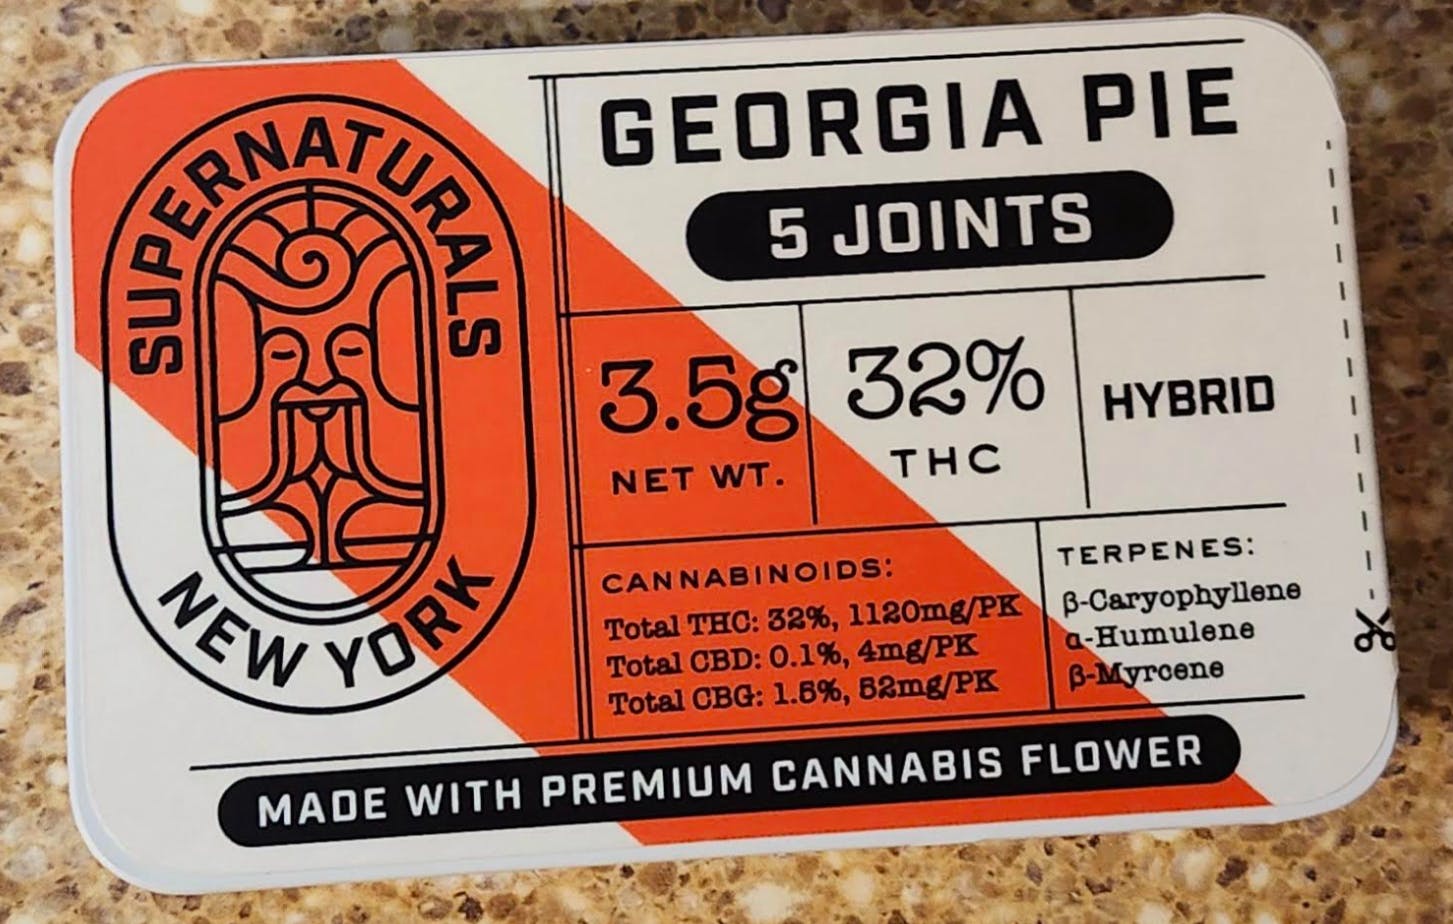 SUPERNATURALS
NEW YORK
GEORGIA PIE
5 JOINTS
3.5g
NET WT.
32%
THC
HYBRID
CANNABINOIDS:
Total THC: 32%, 1120mg/PK
Total CBD: 0.1%, 4mg/PK
Total CBG: 1.5%, 52mg/PK
TERPENES:
β-Caryophyllene
α-Humulene
β-Myrcene
MADE WITH PREMIUM CANNABIS FLOWER